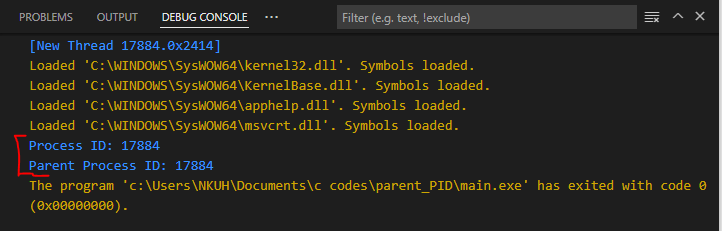 PROBLEMS OUTPUT DEBUG CONSOLE ... Filter (e.g. text, !exclude)
[New Thread 17884.0x2414]
Loaded 'C:\WINDOWS\SysWOW64\kernel32.dll'. Symbols loaded.
Loaded 'C:\WINDOWS\SysWOW64\KernelBase.dll'. Symbols loaded.
Loaded 'C:\WINDOWS\SysWOW64\apphelp.dll'. Symbols loaded.
Loaded 'C:\WINDOWS\SysWOW64\msvcrt.dll'. Symbols loaded.
Process ID: 17884
Parent Process ID: 17884
The program 'c:\Users\NKUH\Documents\c codes\parent_PID\main.exe' has exited with code 0
(0x00000000).